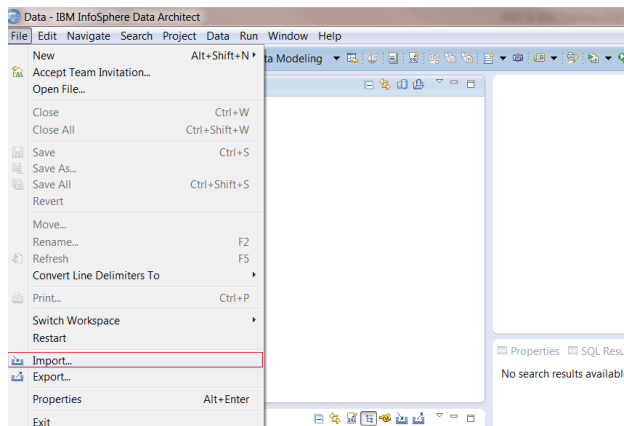 Data - IBM InfoSphere Data Architect
File Edit Navigate Search Project Data Run Window Help
New Alt+Shift+N
ta Modeling
Accept Team Invitation...
Open File...
Close Ctrl+W
Close All Ctrl+Shift+W
Save Ctrl+S
Save As...
Save All Ctrl+Shift+S
Revert
Move...
Rename... F2
Refresh F5
Convert Line Delimiters To
Print... Ctrl+P
Switch Workspace
Restart
Import...
Export...
Properties Alt+Enter
Exit
Properties SQL Resu
No search results availabl